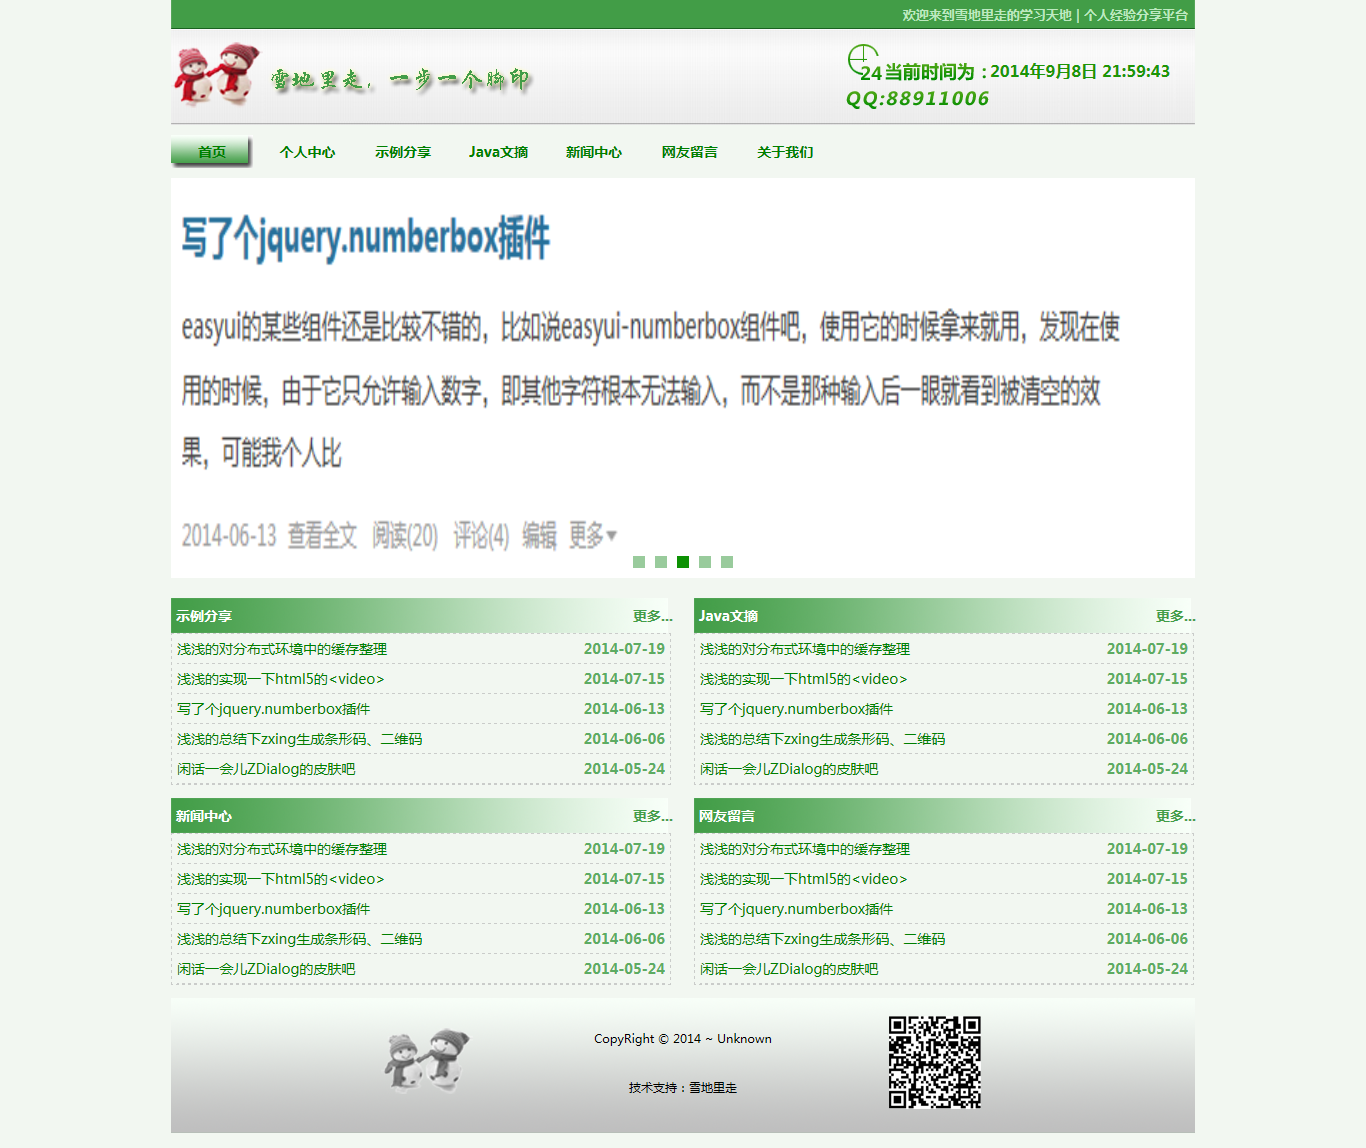 欢迎来到雪地里走的学习天地 | 个人经验分享平台
雪地里走，一步一个脚印
24 当前时间为：2014年9月8日 21:59:43
QQ:88911006
首页 个人中心 示例分享 Java文摘 新闻中心 网友留言 关于我们
写了个jquery.numberbox插件
easyui的某些组件还是比较不错的，比如说easyui-numberbox组件吧，使用它的时候拿来就用，发现在使
用的时候，由于它只允许输入数字，即其他字符根本无法输入，而不是那种输入后一眼就看到被清空的效
果，可能我个人比
2014-06-13 查看全文 阅读(20) 评论(4) 编辑 更多▾
示例分享 更多...
浅浅的对分布式环境中的缓存整理 2014-07-19
浅浅的实现一下html5的<video> 2014-07-15
写了个jquery.numberbox插件 2014-06-13
浅浅的总结下zxing生成条形码、二维码 2014-06-06
闲话一会儿ZDialog的皮肤吧 2014-05-24
Java文摘 更多...
浅浅的对分布式环境中的缓存整理 2014-07-19
浅浅的实现一下html5的<video> 2014-07-15
写了个jquery.numberbox插件 2014-06-13
浅浅的总结下zxing生成条形码、二维码 2014-06-06
闲话一会儿ZDialog的皮肤吧 2014-05-24
新闻中心 更多...
浅浅的对分布式环境中的缓存整理 2014-07-19
浅浅的实现一下html5的<video> 2014-07-15
写了个jquery.numberbox插件 2014-06-13
浅浅的总结下zxing生成条形码、二维码 2014-06-06
闲话一会儿ZDialog的皮肤吧 2014-05-24
网友留言 更多...
浅浅的对分布式环境中的缓存整理 2014-07-19
浅浅的实现一下html5的<video> 2014-07-15
写了个jquery.numberbox插件 2014-06-13
浅浅的总结下zxing生成条形码、二维码 2014-06-06
闲话一会儿ZDialog的皮肤吧 2014-05-24
CopyRight © 2014 ~ Unknown
技术支持：雪地里走